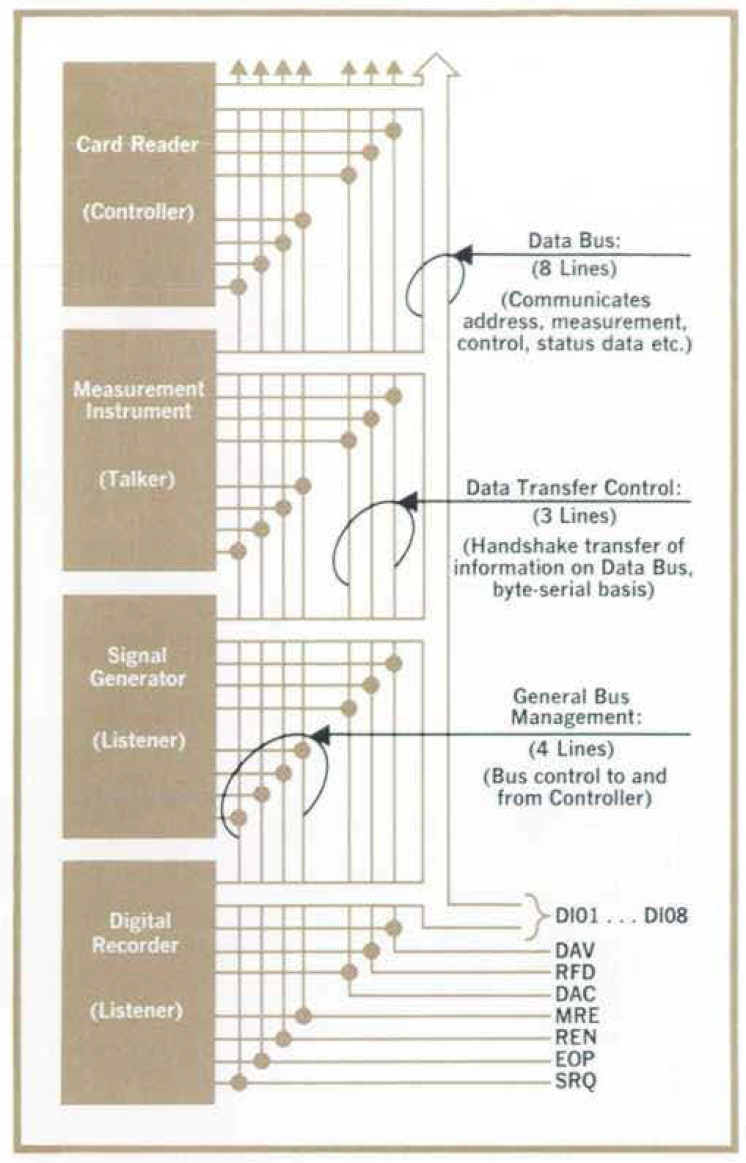 Card Reader
(Controller)
Data Bus:
(8 Lines)
(Communicates
address, measurement,
control, status data etc.)
Measurement
Instrument
(Talker)
Data Transfer Control:
(3 Lines)
(Handshake transfer of
information on Data Bus,
byte-serial basis)
Signal
Generator
(Listener)
General Bus
Management:
(4 Lines)
(Bus control to and
from Controller)
Digital
Recorder
(Listener)
DI01 . . . DI08
DAV
RFD
DAC
MRE
REN
EOP
SRQ